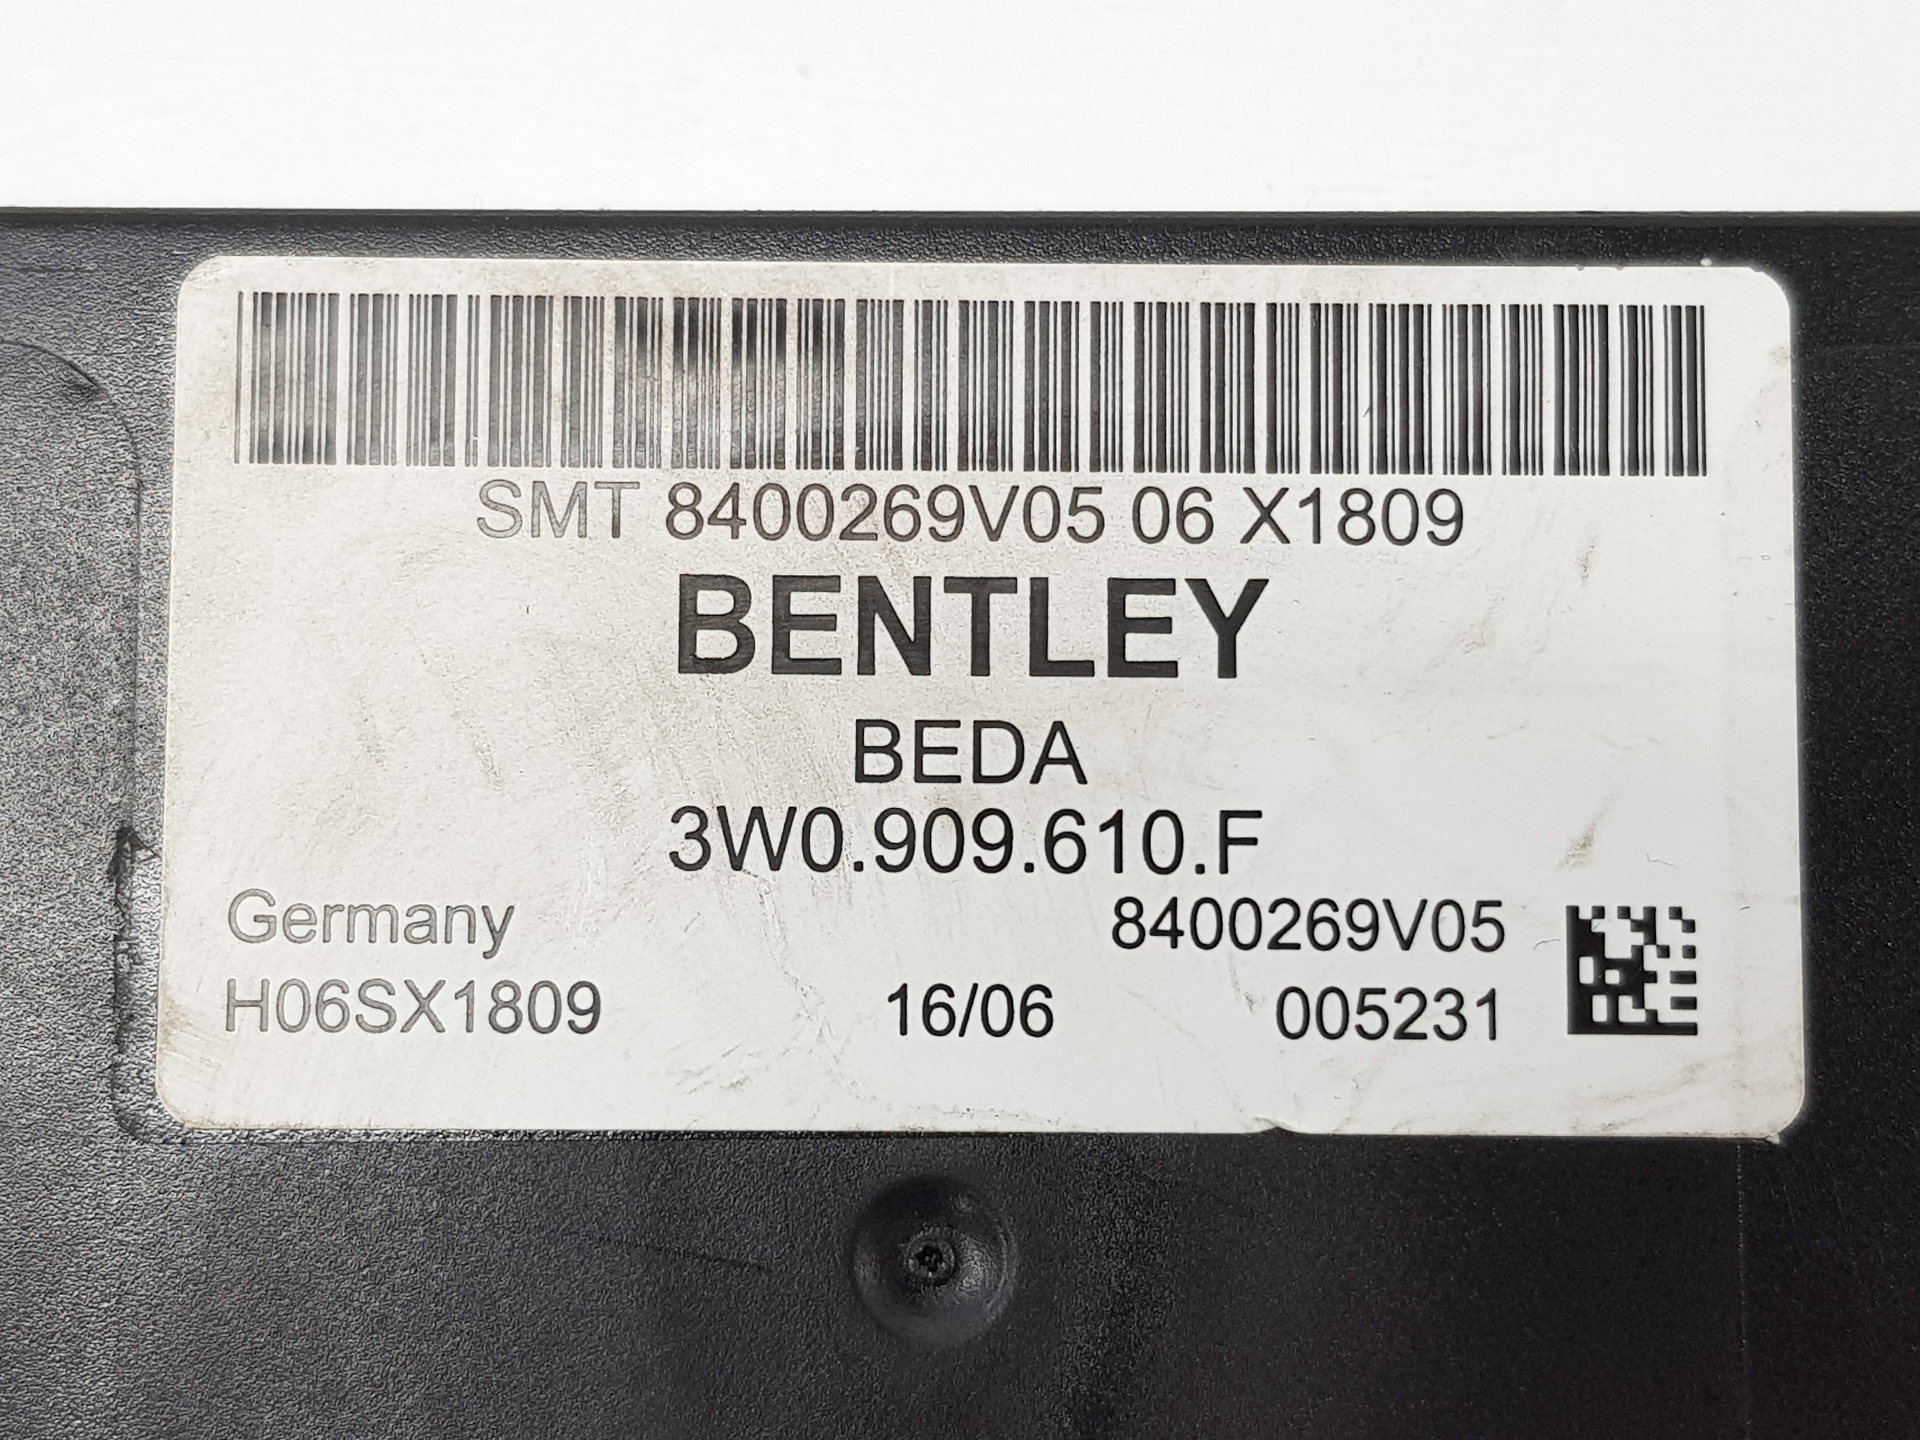 SMT 8400269V05 06 X1809
BENTLEY
BEDA
3W0.909.610.F
Germany 8400269V05
H06SX1809 16/06 005231